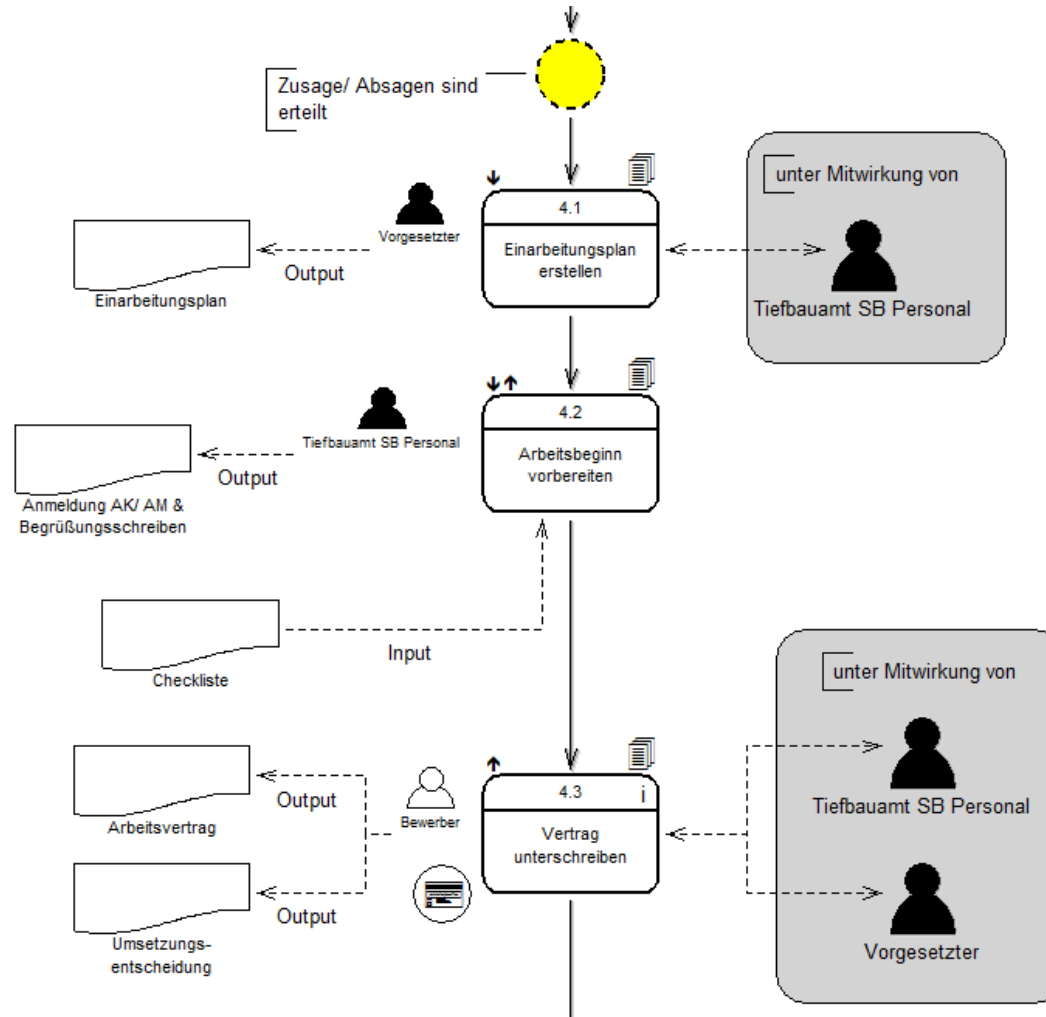 Zusage/ Absagen sind
erteilt
unter Mitwirkung von
Tiefbauamt SB Personal
Vorgesetzter
4.1
Einarbeitungsplan
erstellen
Output
Einarbeitungsplan
Tiefbauamt SB Personal
4.2
Arbeitsbeginn
vorbereiten
Output
Anmeldung AK/ AM &
Begrüßungsschreiben
Input
Checkliste
unter Mitwirkung von
Tiefbauamt SB Personal
Vorgesetzter
4.3
i
Vertrag
unterschreiben
Bewerber
Output
Arbeitsvertrag
Output
Umsetzungs-
entscheidung